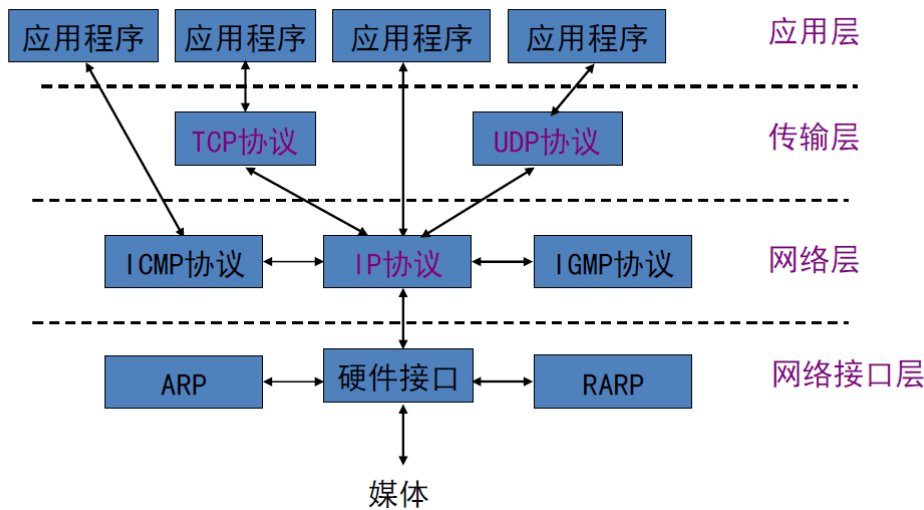 应用程序 应用程序 应用程序 应用程序 应用层
TCP协议 UDP协议 传输层
ICMP协议 IP协议 IGMP协议 网络层
ARP 硬件接口 RARP 网络接口层
媒体